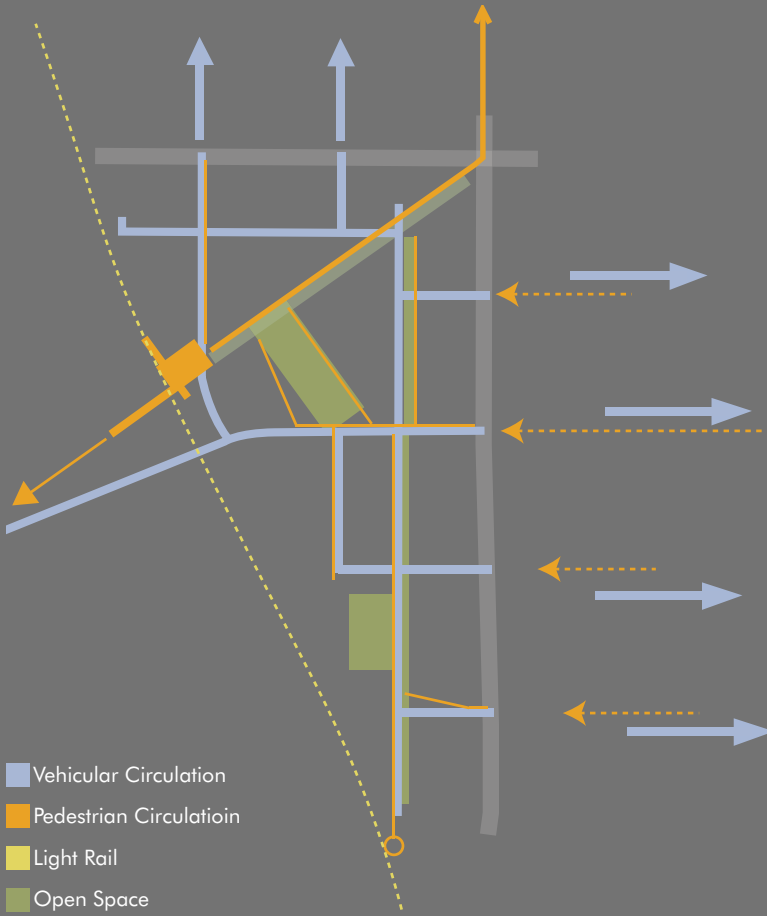 Vehicular Circulation
Pedestrian Circulatioin
Light Rail
Open Space